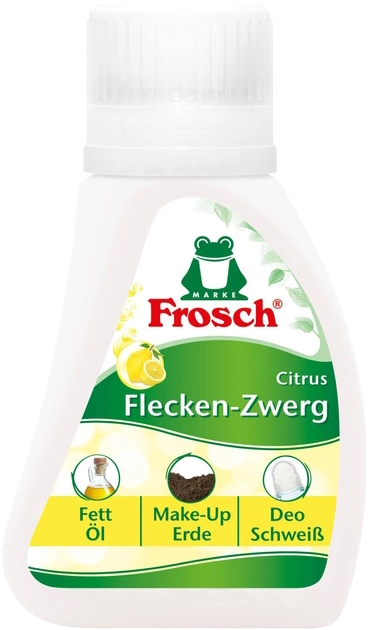 MARKE
Frosch®
Citrus
Flecken-Zwerg
Fett
Öl
Make-Up
Erde
Deo
Schweiß